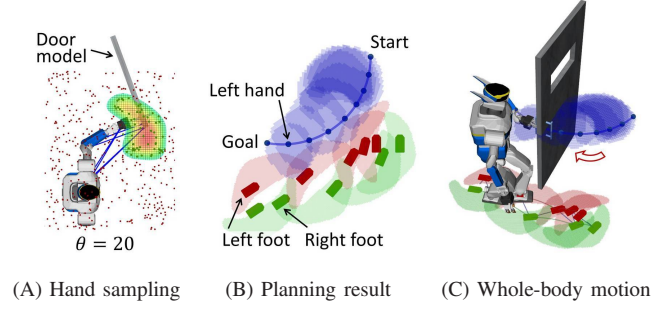 Door
model
θ = 20
Start
Left hand
Goal
Left foot
Right foot
(A) Hand sampling
(B) Planning result
(C) Whole-body motion